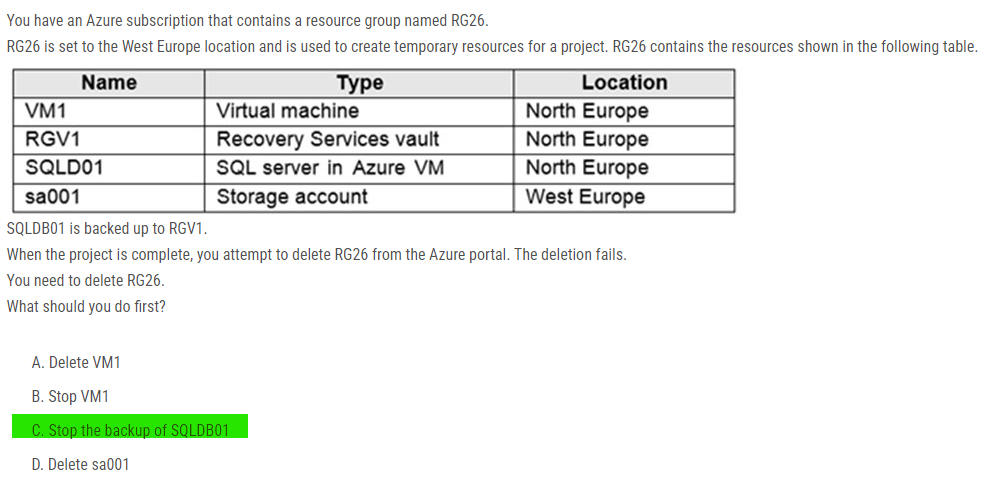 You have an Azure subscription that contains a resource group named RG26.
RG26 is set to the West Europe location and is used to create temporary resources for a project. RG26 contains the resources shown in the following table.
Name Type Location
VM1 Virtual machine North Europe
RGV1 Recovery Services vault North Europe
SQLD01 SQL server in Azure VM North Europe
sa001 Storage account West Europe
SQLDB01 is backed up to RGV1.
When the project is complete, you attempt to delete RG26 from the Azure portal. The deletion fails.
You need to delete RG26.
What should you do first?
A. Delete VM1
B. Stop VM1
C. Stop the backup of SQLDB01
D. Delete sa001